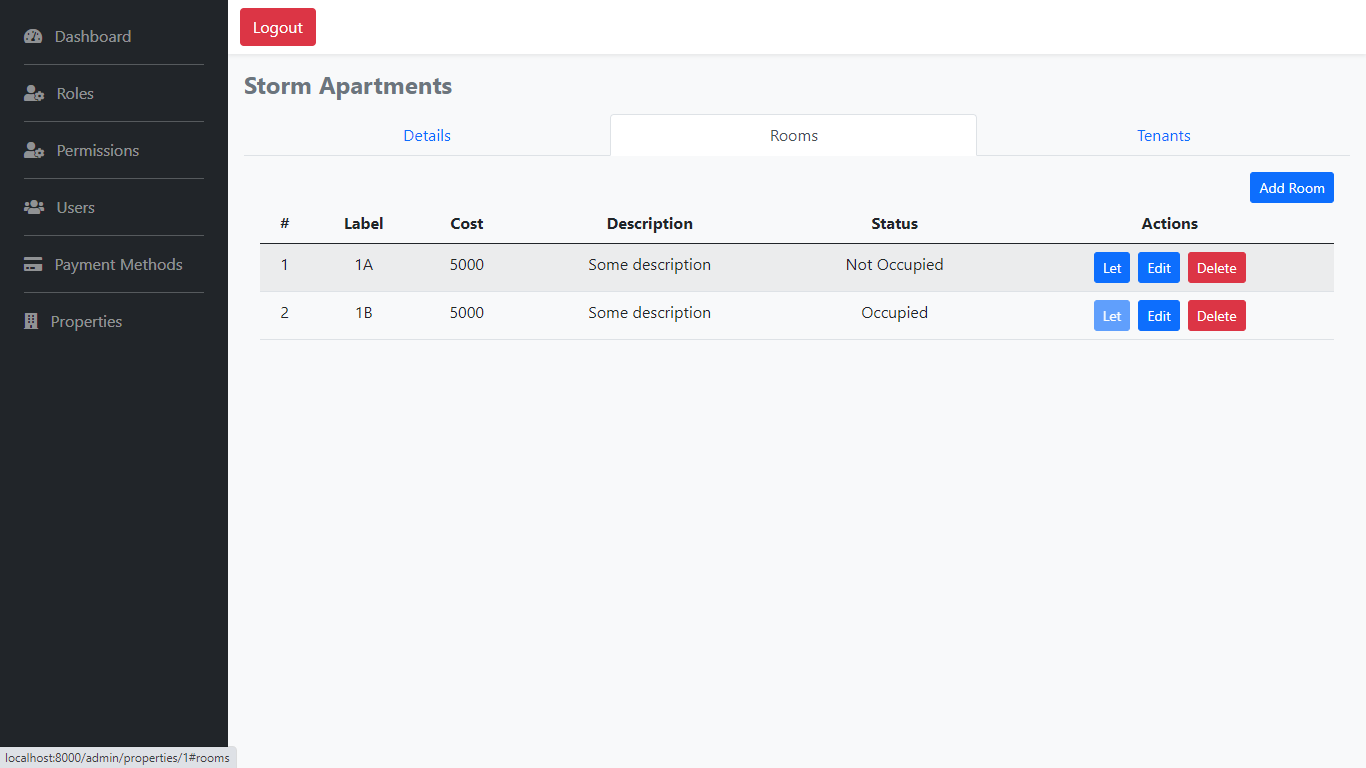 Dashboard
Roles
Permissions
Users
Payment Methods
Properties
Logout
Storm Apartments
Details Rooms Tenants
Add Room
# Label Cost Description Status Actions
1 1A 5000 Some description Not Occupied Let Edit Delete
2 1B 5000 Some description Occupied Let Edit Delete
localhost:8000/admin/properties/1#rooms